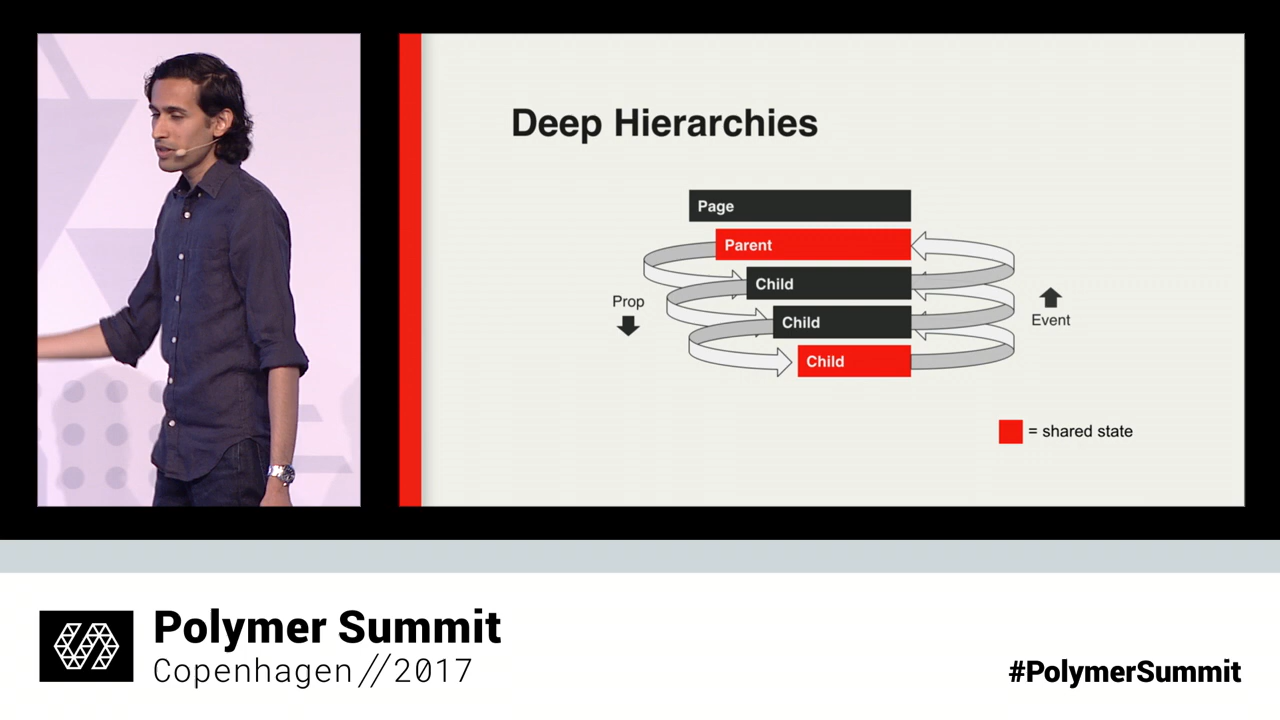 Deep Hierarchies
Page
Parent
Child
Prop
Event
Child
Child
= shared state
Polymer Summit
Copenhagen//2017
#PolymerSummit